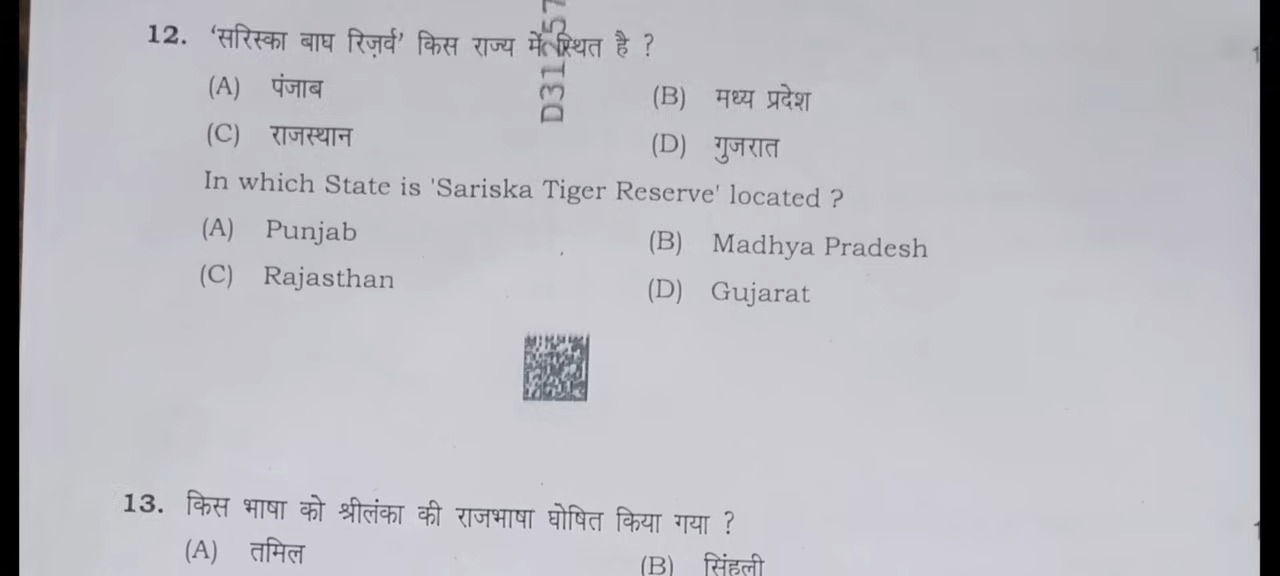 12. ‘सरिस्का बाघ रिज़र्व’ किस राज्य में स्थित है ?
(A) पंजाब (B) मध्य प्रदेश
(C) राजस्थान (D) गुजरात
In which State is 'Sariska Tiger Reserve' located ?
(A) Punjab (B) Madhya Pradesh
(C) Rajasthan (D) Gujarat
13. किस भाषा को श्रीलंका की राजभाषा घोषित किया गया ?
(A) तमिल (B) सिंहली